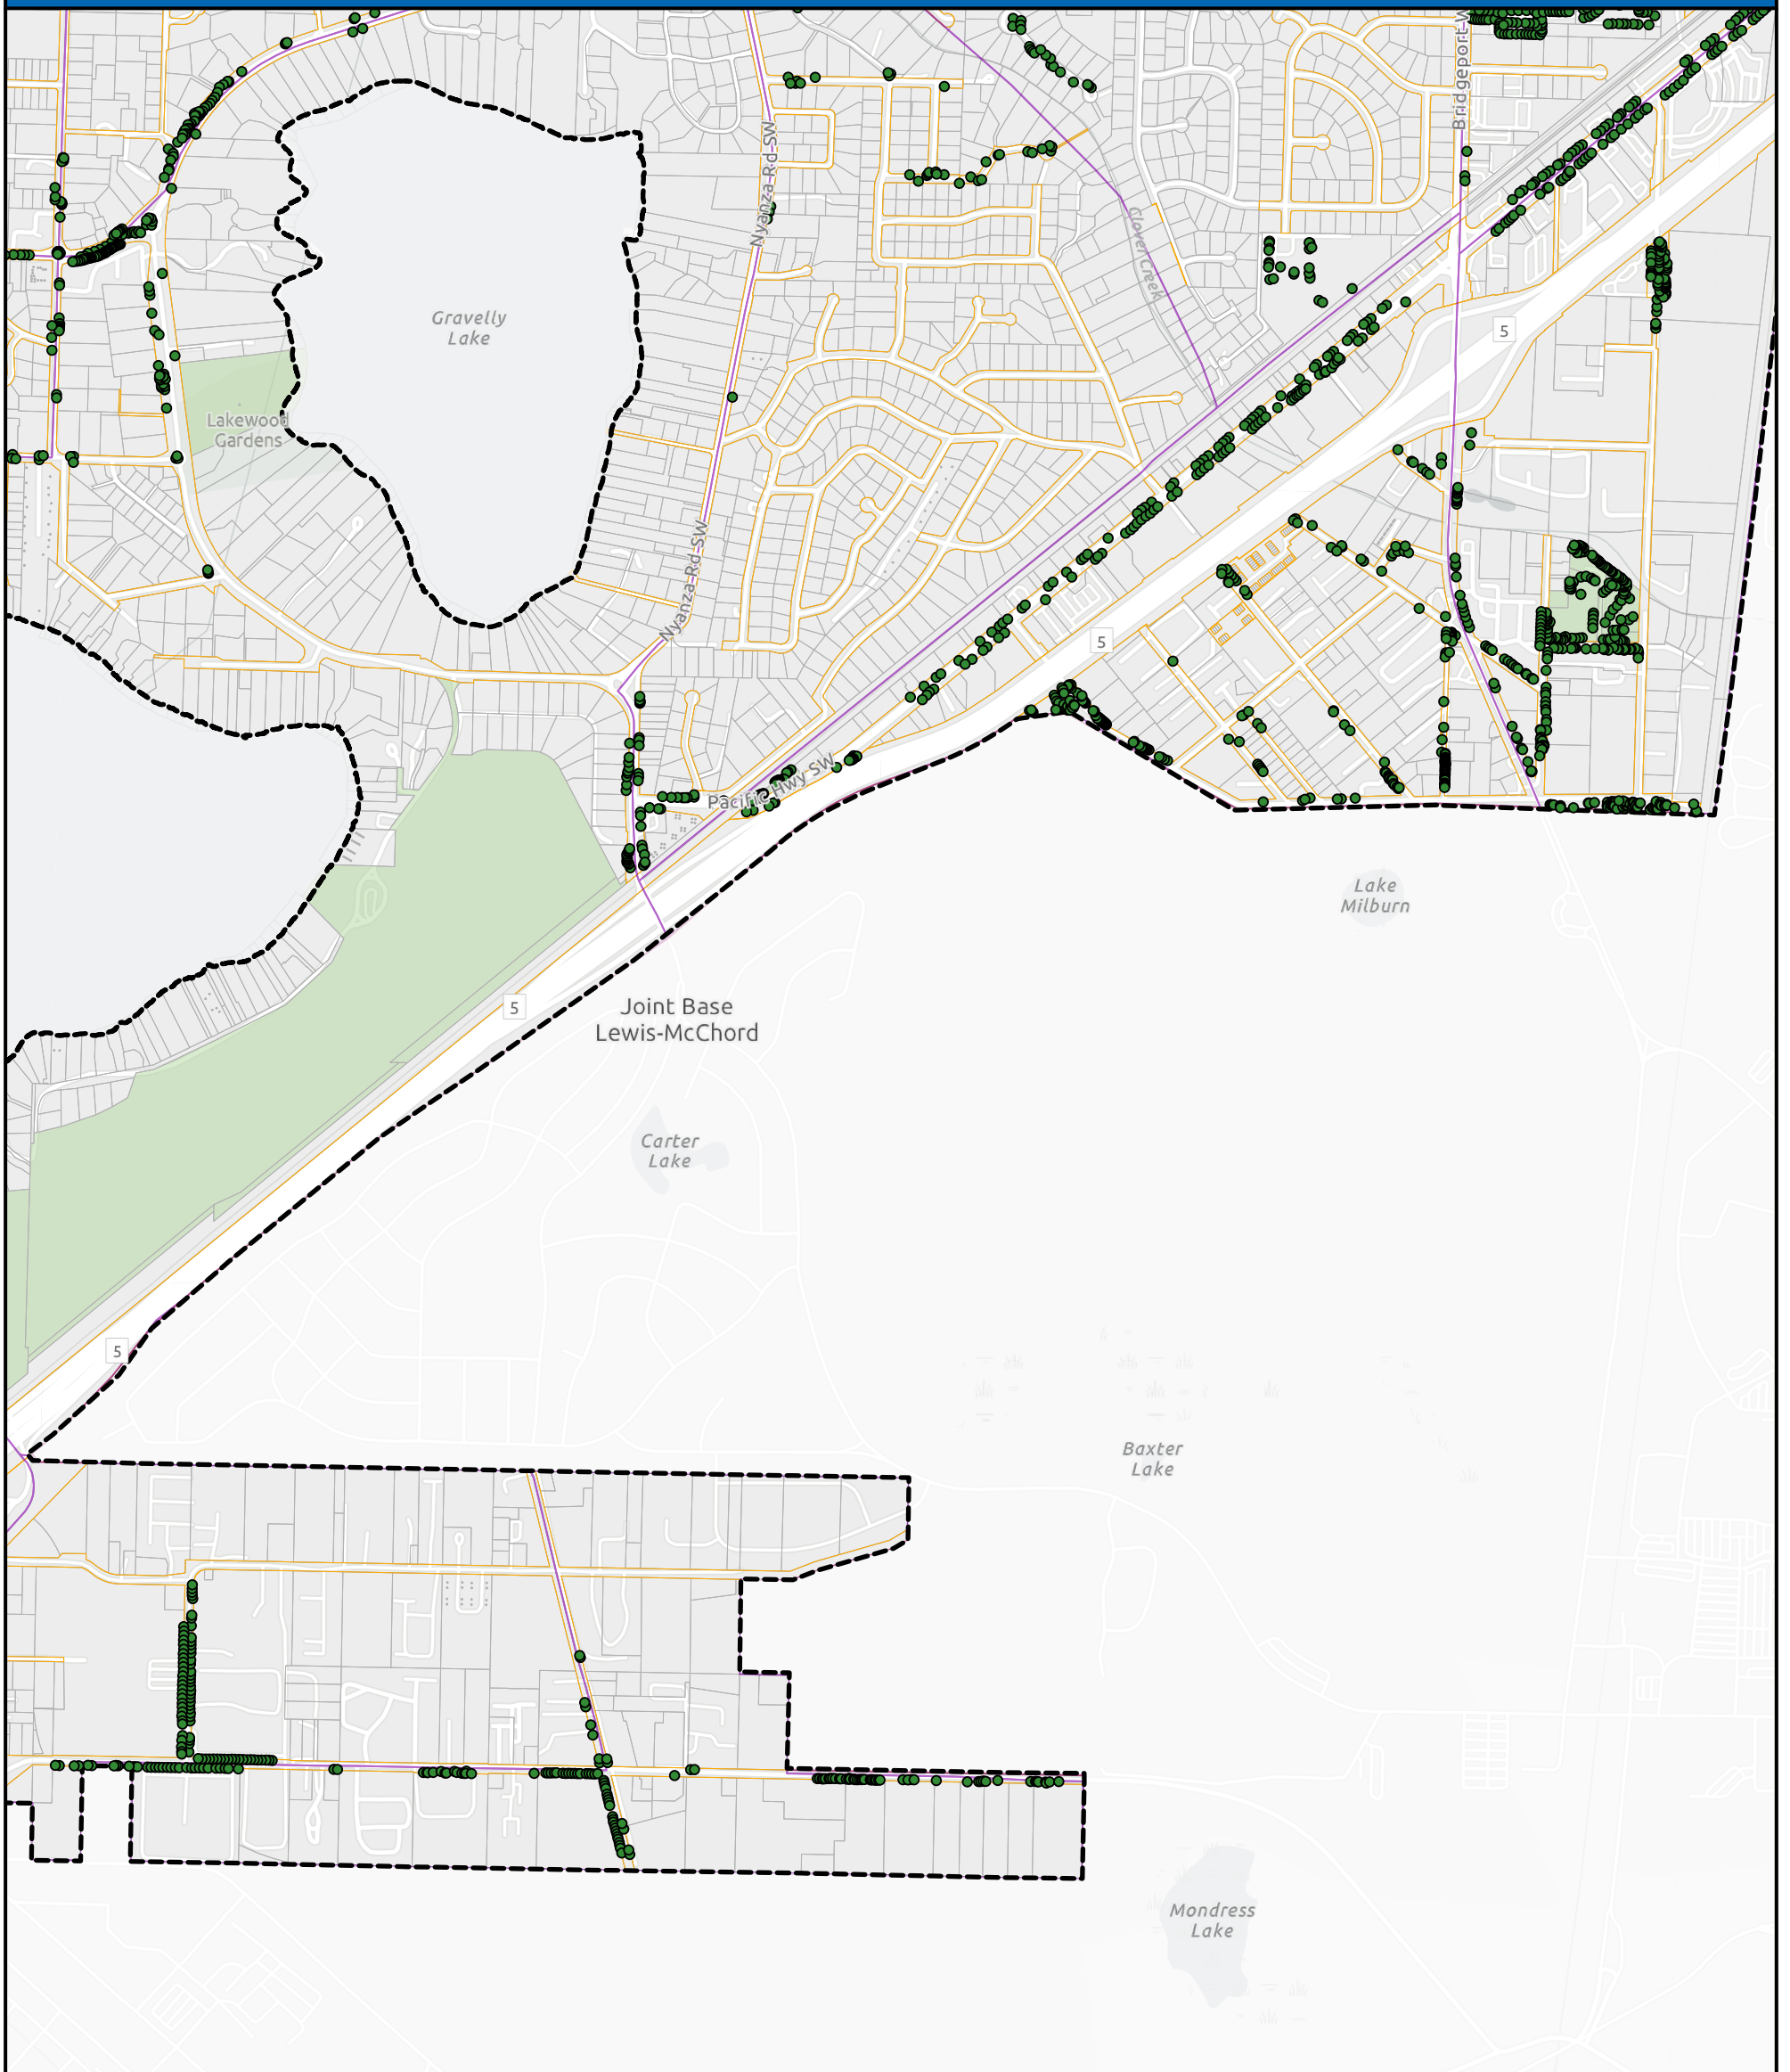 Bridgeport W
Nyanza Rd SW
Clover Creek
Gravelly
Lake
5
Lakewood
Gardens
Nyanza Rd SW
5
Pacific Hwy SW
Lake
Milburn
5
Joint Base
Lewis-McChord
Carter
Lake
5
Baxter
Lake
Mondress
Lake